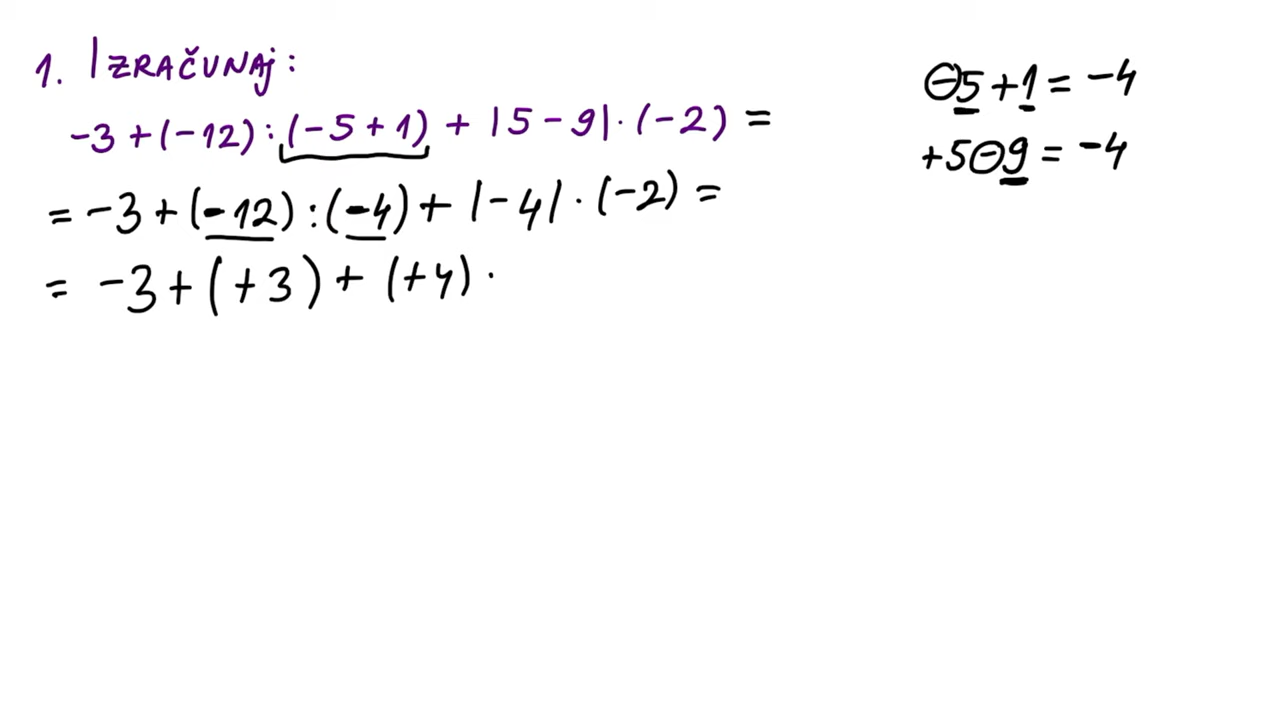 1. IZRAČUNAJ:
-3 + (-12) : (-5 + 1) + |5 - 9| · (-2) =
= -3 + (-12) : (-4) + |-4| · (-2) =
= -3 + (+3) + (+4) ·
-5 + 1 = -4
+5 - 9 = -4